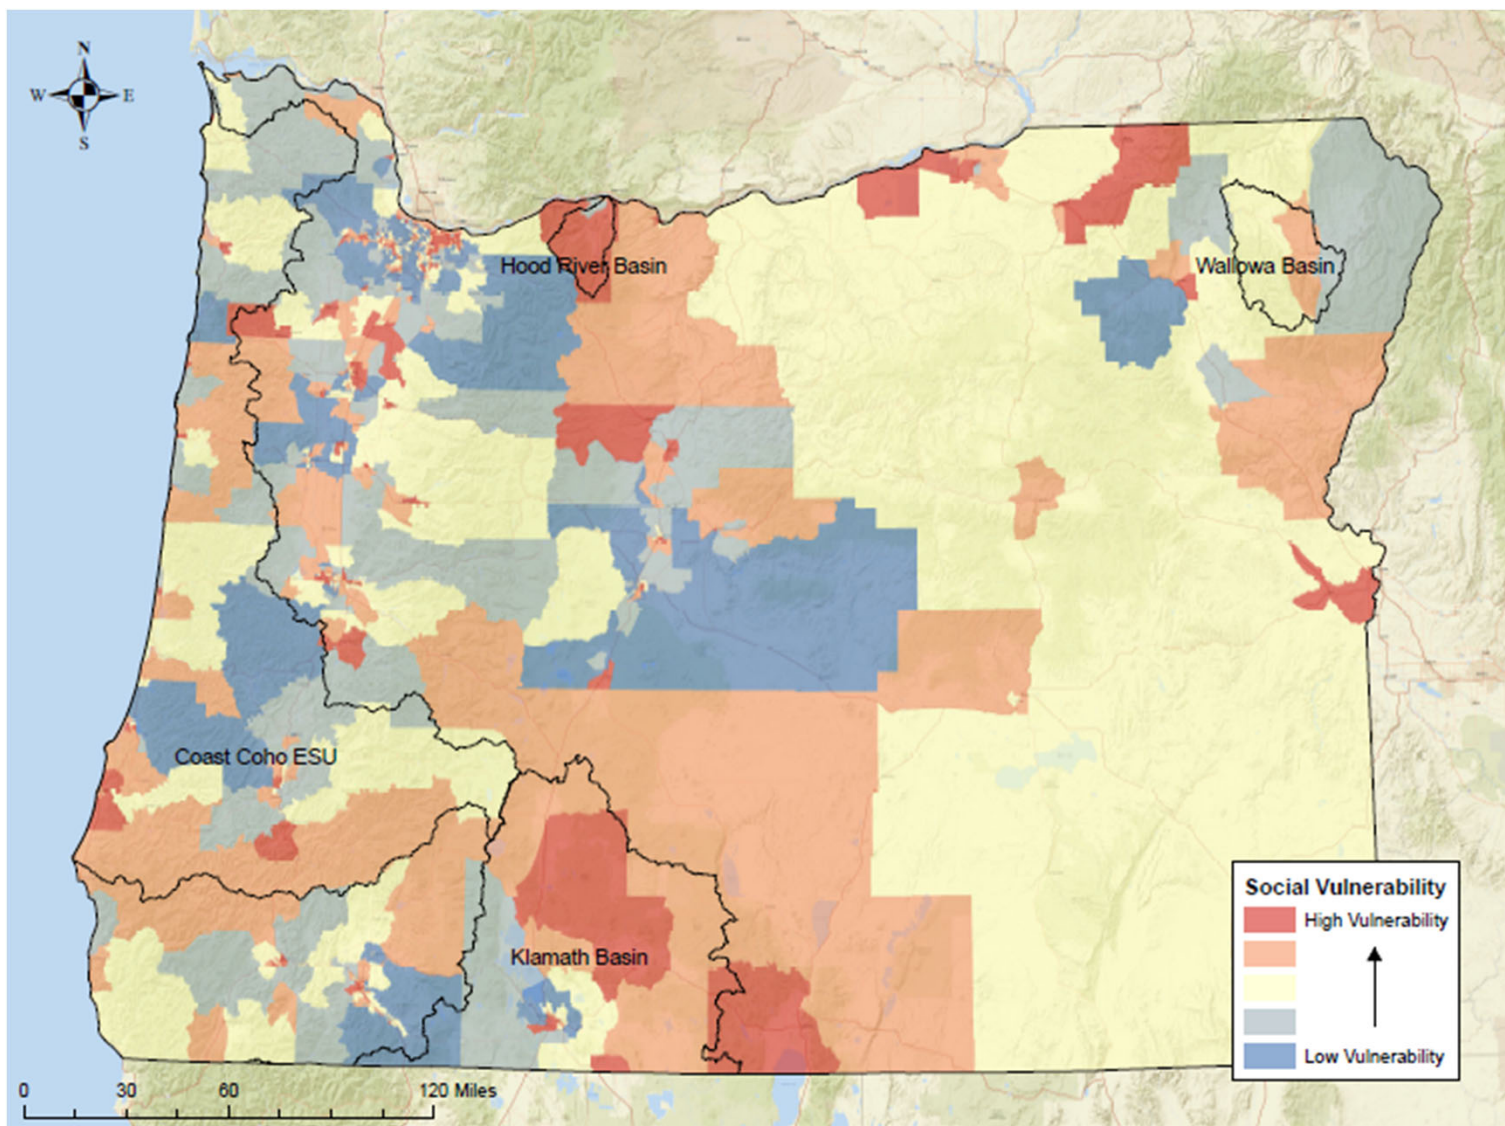 N
W E
S
Hood River Basin
Wallowa Basin
Coast Coho ESU
Klamath Basin
Social Vulnerability
High Vulnerability
Low Vulnerability
0 30 60 120 Miles